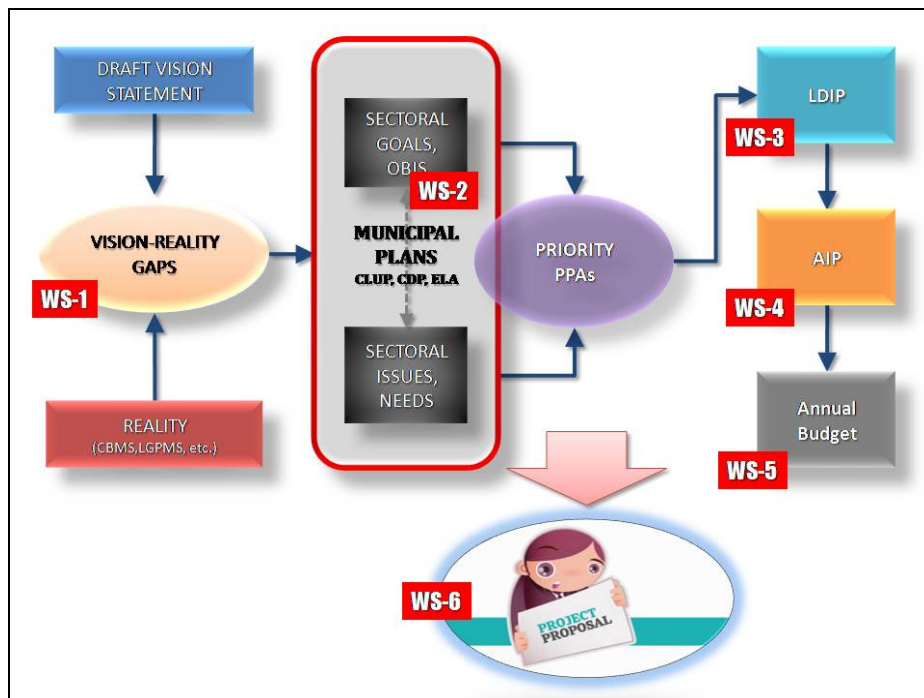 DRAFT VISION
STATEMENT
VISION-REALITY
GAPS
WS-1
REALITY
(CBMS,LGPMS, etc.)
SECTORAL
GOALS,
OBJS
WS-2
MUNICIPAL
PLANS
CLUP, CDP, ELA
SECTORAL
ISSUES,
NEEDS
PRIORITY
PPAs
LDIP
WS-3
AIP
WS-4
Annual
Budget
WS-5
WS-6
PROJECT
PROPOSAL